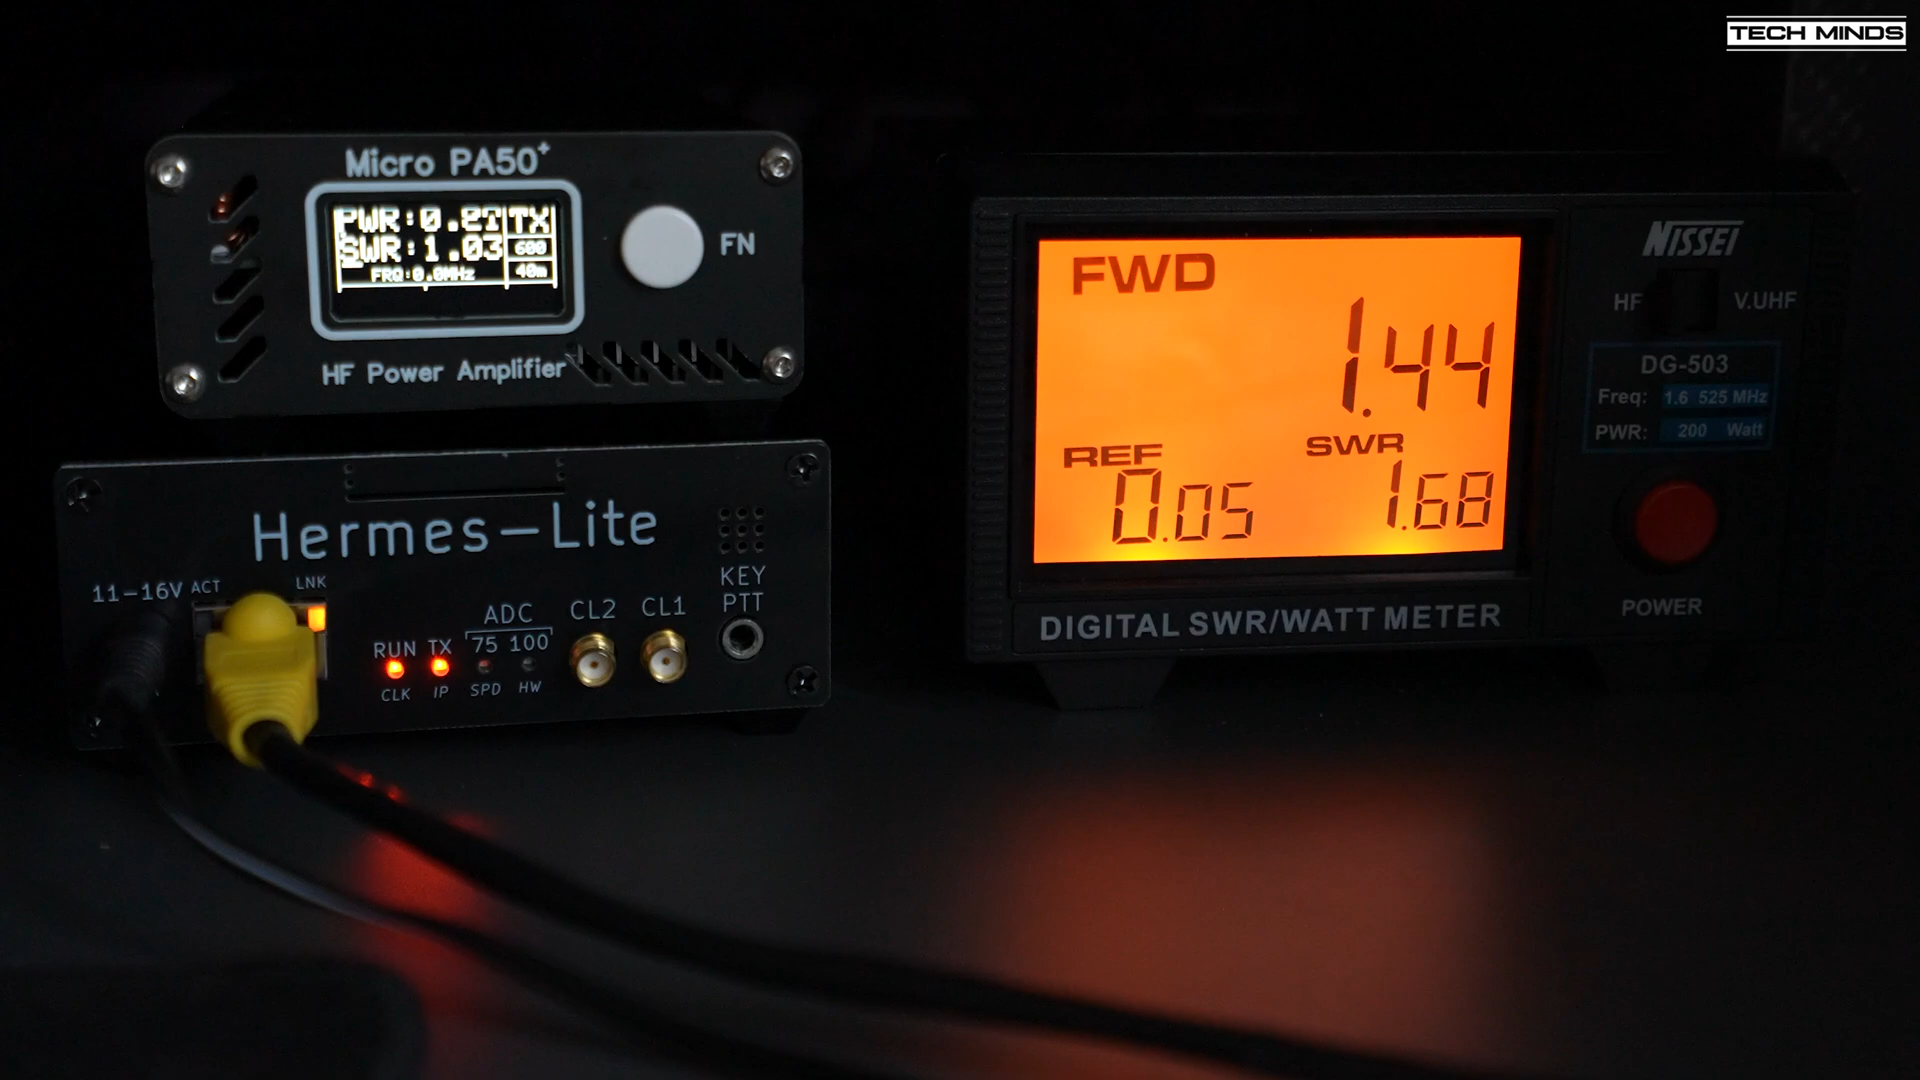 TECH MINDS
Micro PA50+
TX
SWR:1.03
600
FRQ:0.0MHz
40m
FN
HF Power Amplifier
Hermes-Lite
11-16V ACT
LNK
RUN TX
ADC
75 100
CLK IP SPD HW
CL2 CL1
KEY
PTT
FWD
1.44
REF
0.05
SWR
1.68
DIGITAL SWR/WATT METER
NISSEI
HF V.UHF
DG-503
Freq: 1.6 525 MHz
PWR: 200 Watt
POWER